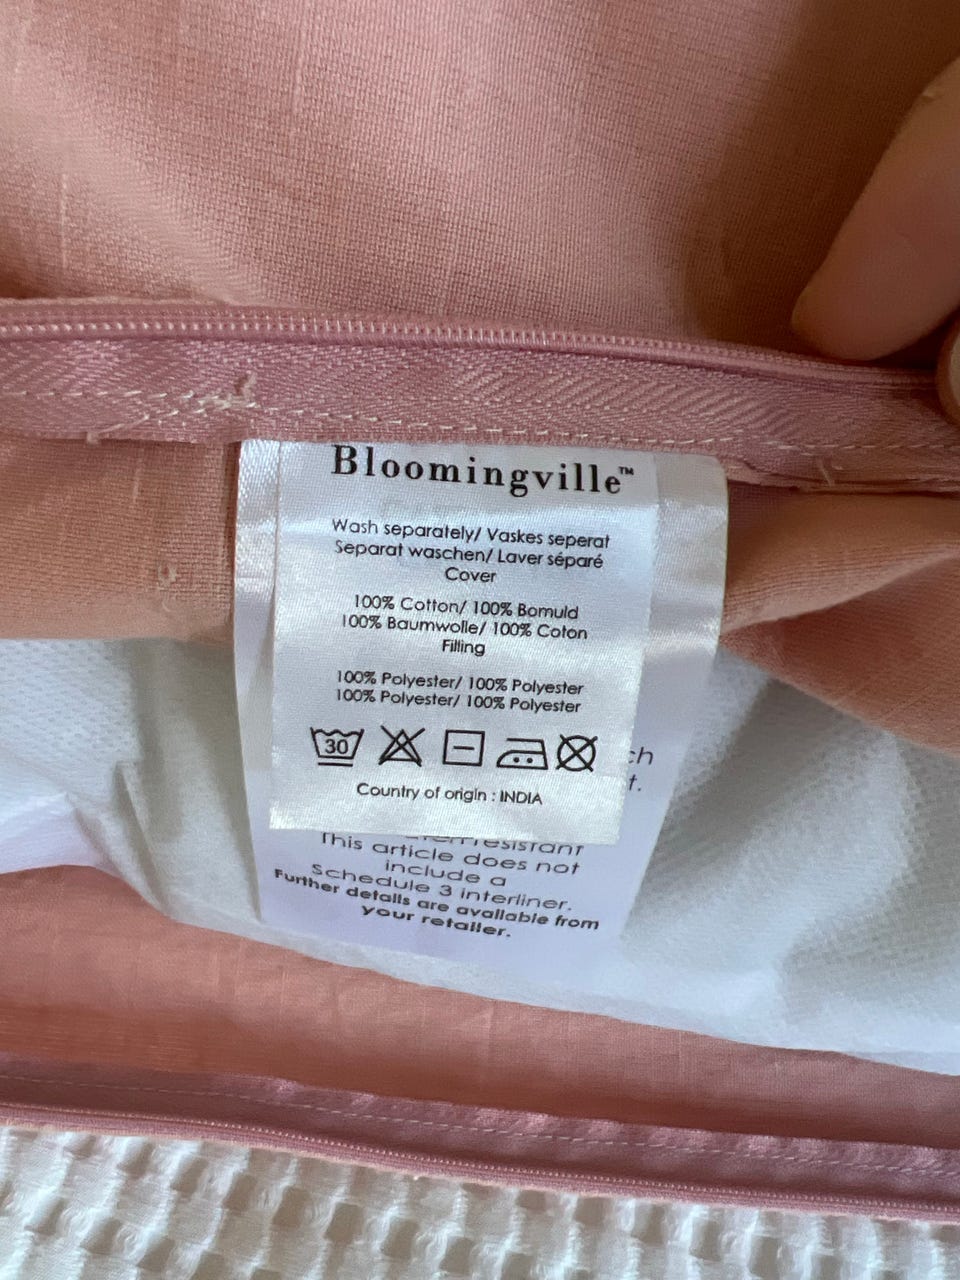 Bloomingville™
Wash separately/ Vaskes seperat
Separat waschen/ Laver séparé
Cover
100% Cotton/ 100% Bomuld
100% Baumwolle/ 100% Coton
Filling
100% Polyester/ 100% Polyester
100% Polyester/ 100% Polyester
30
Country of origin : INDIA
This article does not
include a
Schedule 3 interliner.
Further details are available from
your retailer.